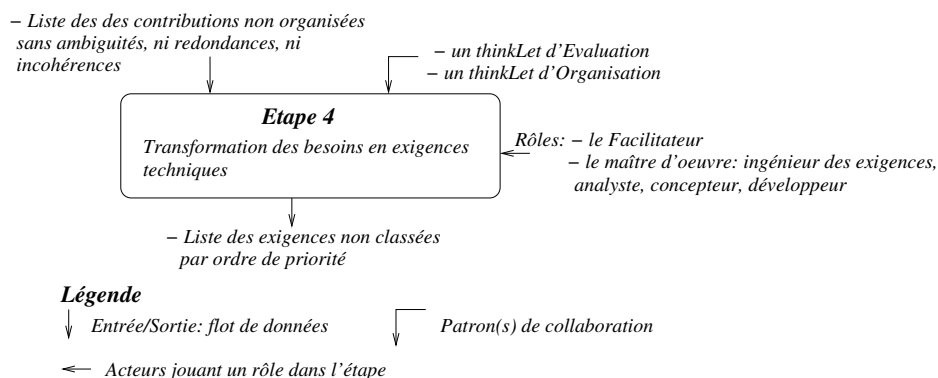 − Liste des des contributions non organisées
sans ambiguités, ni redondances, ni
incohérences
− un thinkLet d'Evaluation
− un thinkLet d'Organisation
Etape 4
Transformation des besoins en exigences
techniques
Rôles: − le Facilitateur
− le maître d'oeuvre: ingénieur des exigences,
analyste, concepteur, développeur
− Liste des exigences non classées
par ordre de priorité
Légende
Entrée/Sortie: flot de données
Patron(s) de collaboration
Acteurs jouant un rôle dans l'étape